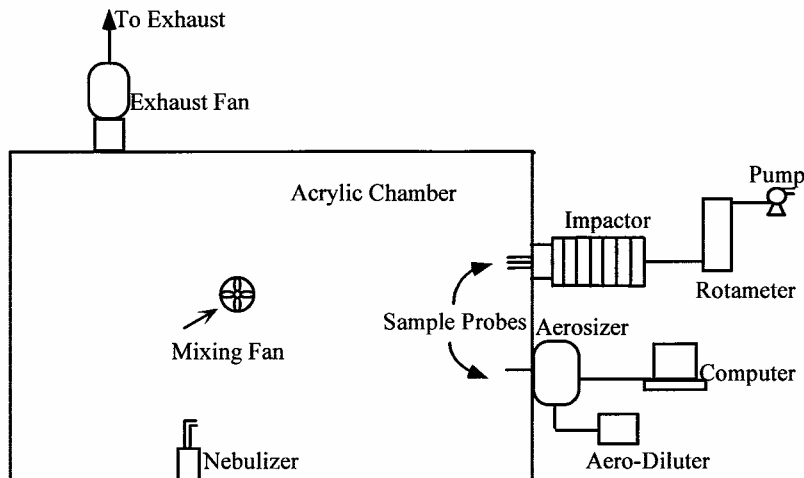 To Exhaust
Exhaust Fan
Acrylic Chamber
Pump
Impactor
Rotameter
Sample Probes
Aerosizer
Mixing Fan
Computer
Nebulizer
Aero-Diluter